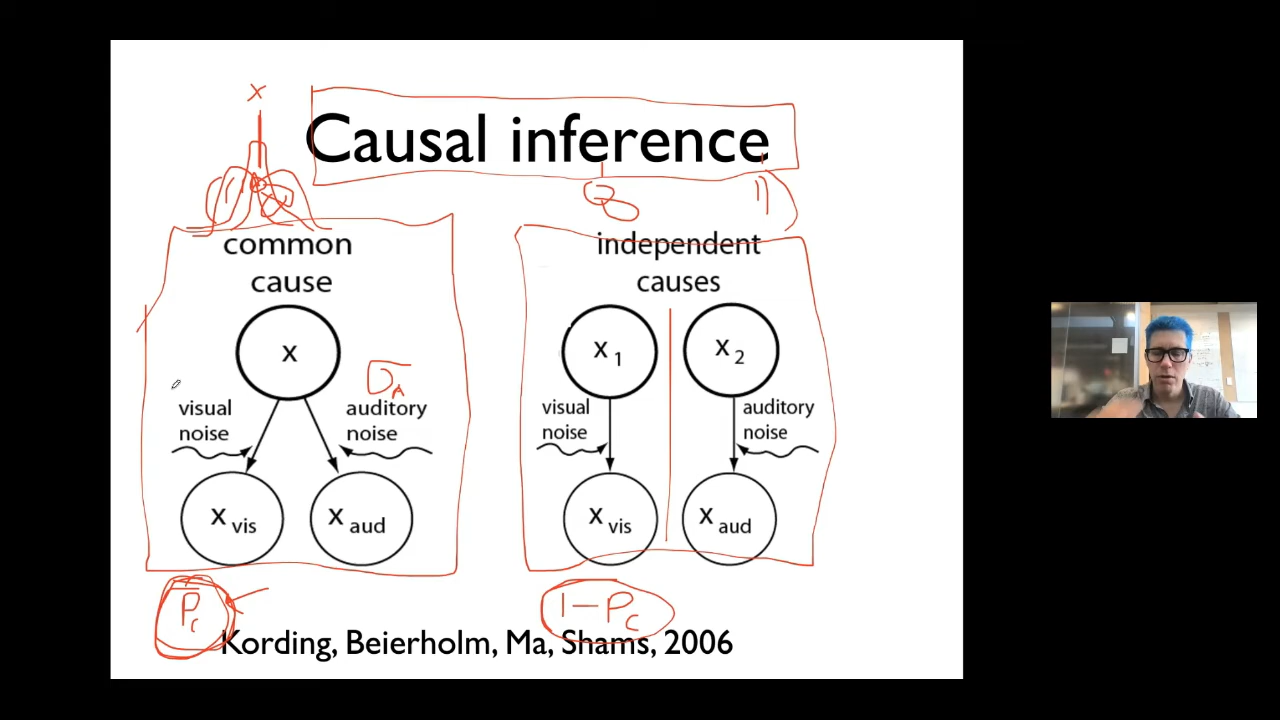 x
Causal inference
common
cause
x
σA
visual
noise
auditory
noise
x vis
x aud
Pc
independent
causes
x 1
x 2
visual
noise
auditory
noise
x vis
x aud
1-Pc
Kording, Beierholm, Ma, Shams, 2006